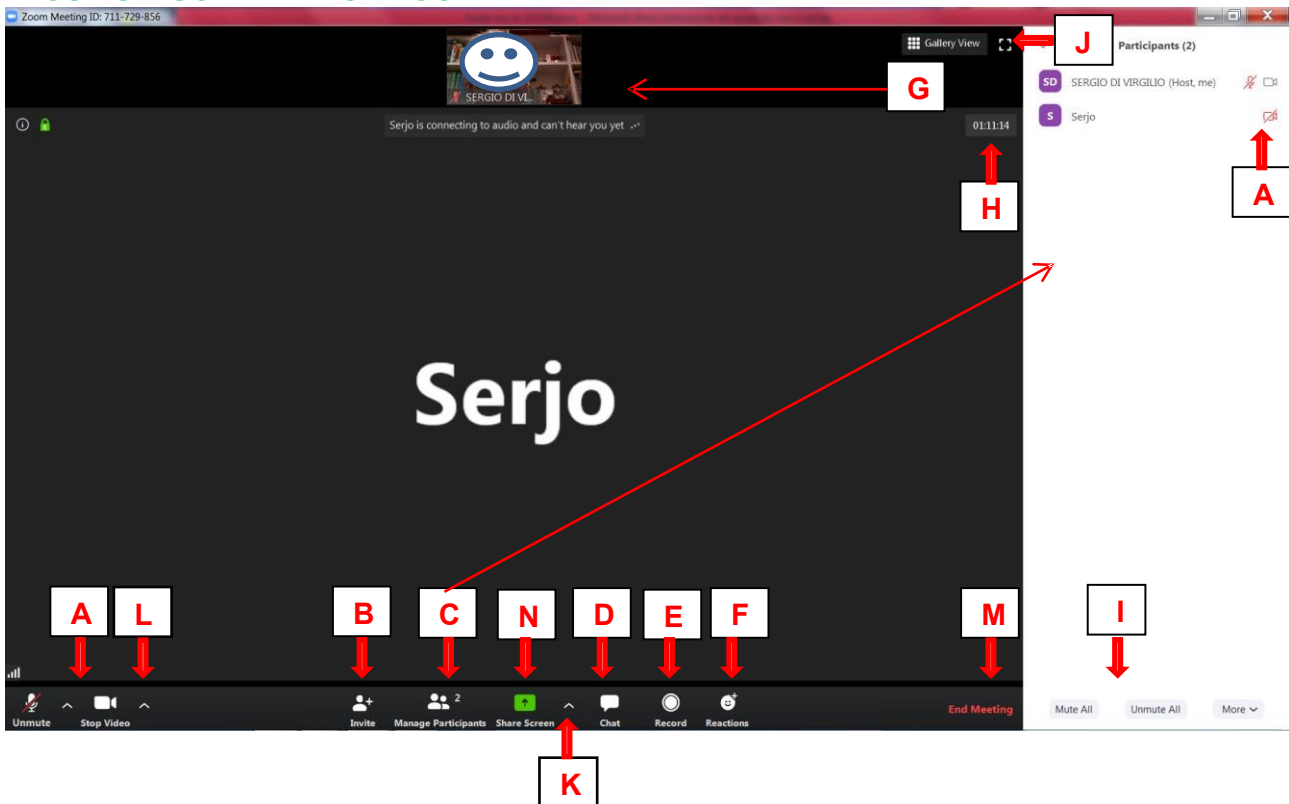 Zoom Meeting ID: 711-729-856
Gallery View
J
Participants (2)
SERGIO DI VI...
G
SD SERGIO DI VIRGILIO (Host, me)
Serjo is connecting to audio and can't hear you yet
01:11:14
S Serjo
H
A
Serjo
A
L
B
C
N
D
E
F
M
I
Unmute
Stop Video
Invite
2
Manage Participants
Share Screen
Chat
Record
Reactions
End Meeting
Mute All
Unmute All
More
K